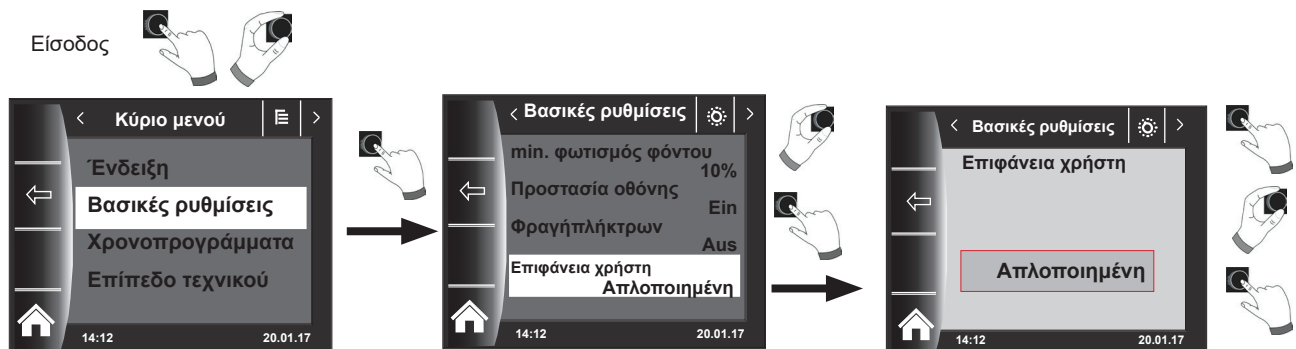 Είσοδος
Κύριο μενού
Ένδειξη
Βασικές ρυθμίσεις
Χρονοπρογράμματα
Επίπεδο τεχνικού
14:12 20.01.17
Βασικές ρυθμίσεις
min. φωτισμός φόντου
10%
Προστασία οθόνης
Ein
Φραγήπλήκτρων
Aus
Επιφάνεια χρήστη
Απλοποιημένη
14:12 20.01.17
Βασικές ρυθμίσεις
Επιφάνεια χρήστη
Απλοποιημένη
14:12 20.01.17